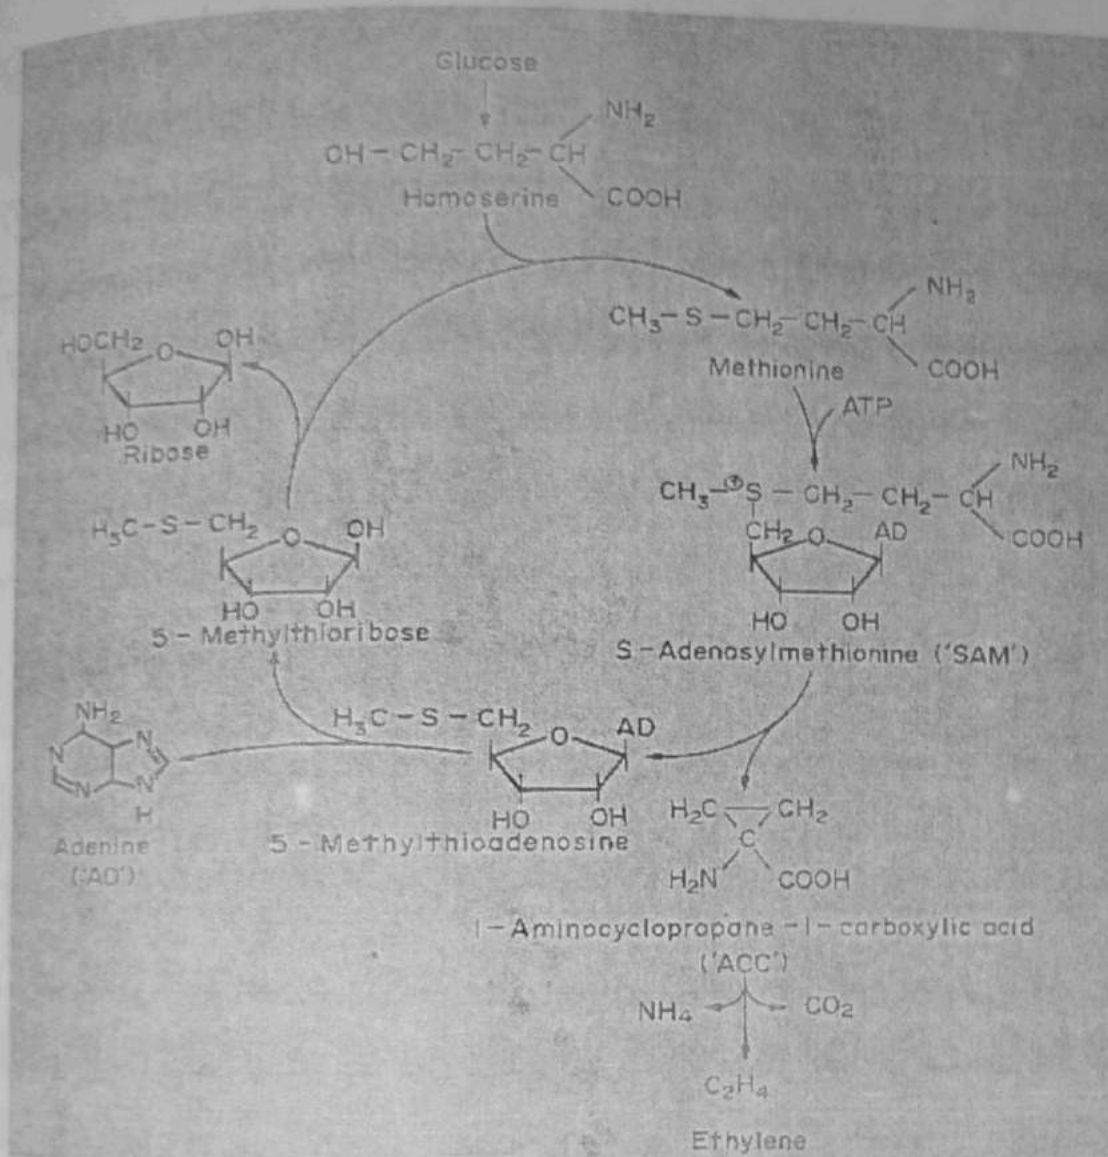 Glucose
NH₂
OH – CH₂– CH₂– CH
Homoserine
COOH
NH₂
CH₃– S – CH₂– CH₂– CH
COOH
Methionine
ATP
HOCH₂ O OH
HO OH
Ribose
NH₂
CH₃– ⊕S – CH₂– CH₂– CH
COOH
CH₂ O AD
HO OH
S – Adenosylmethionine ('SAM')
H₃C – S – CH₂ O OH
HO OH
5 – Methylthioribose
H₃C – S – CH₂ O AD
HO OH
5 – Methylthioadenosine
NH₂
N N
N N
H
Adenine
('AD')
H₂C CH₂
C
H₂N COOH
1 – Aminocyclopropane – 1 – carboxylic acid
('ACC')
NH₄ CO₂
C₂H₄
Ethylene